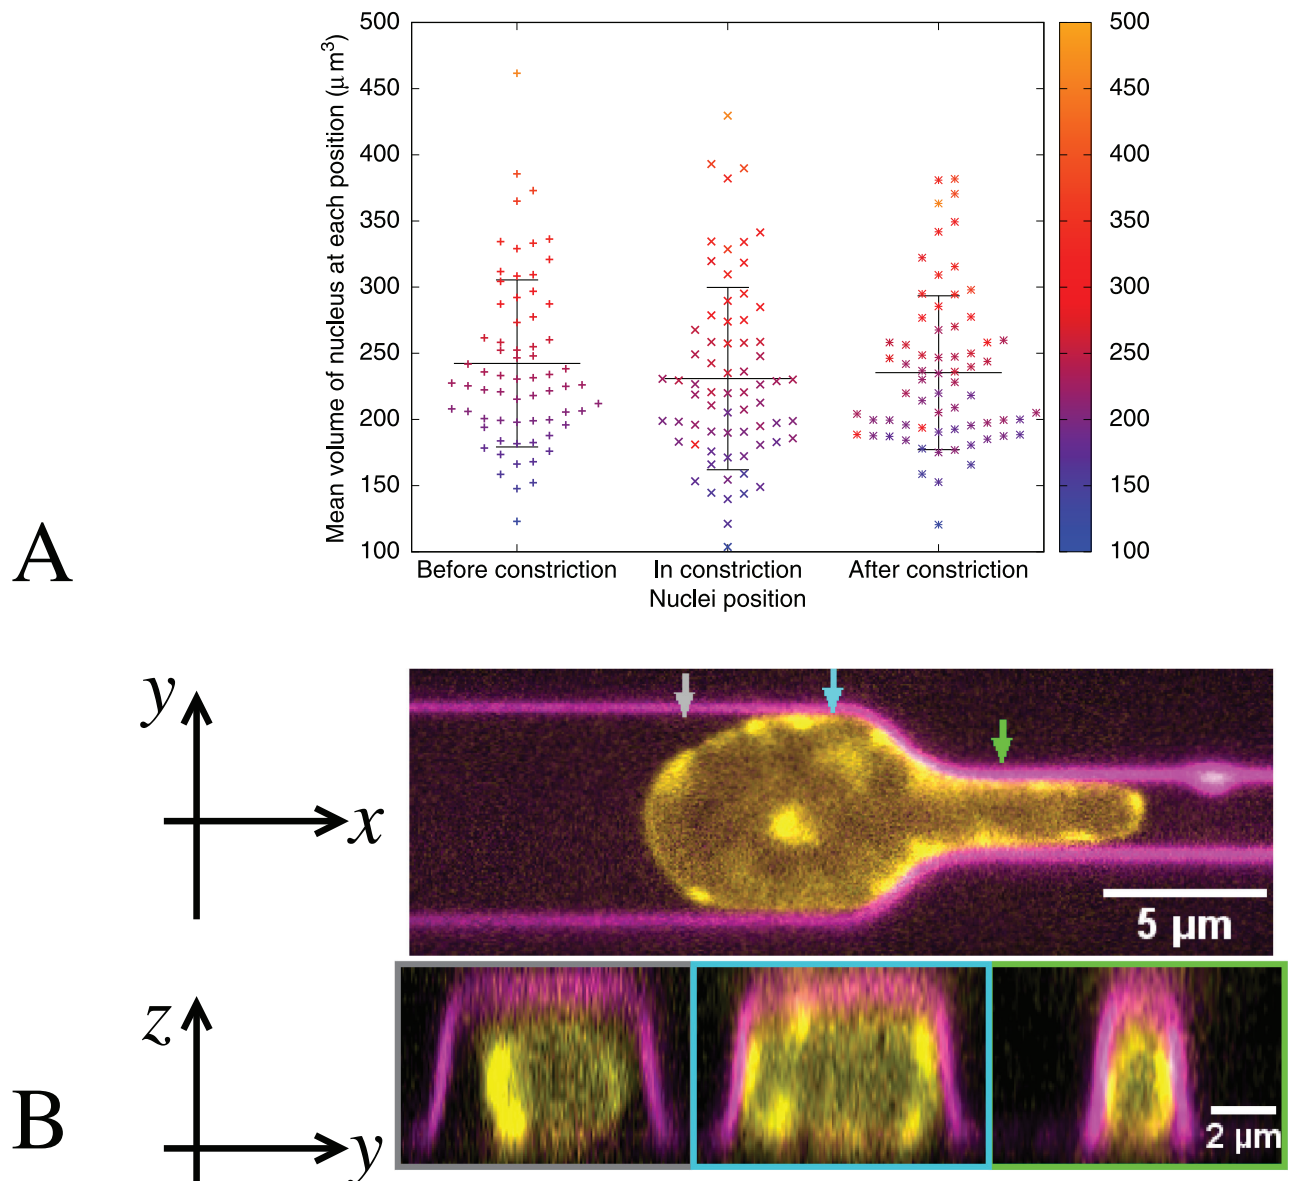 Mean volume of nucleus at each position (μm³)
500
450
400
350
300
250
200
150
100
Before constriction
In constriction
After constriction
Nuclei position
500
450
400
350
300
250
200
150
100
A
y
x
5 μm
z
y
2 μm
B